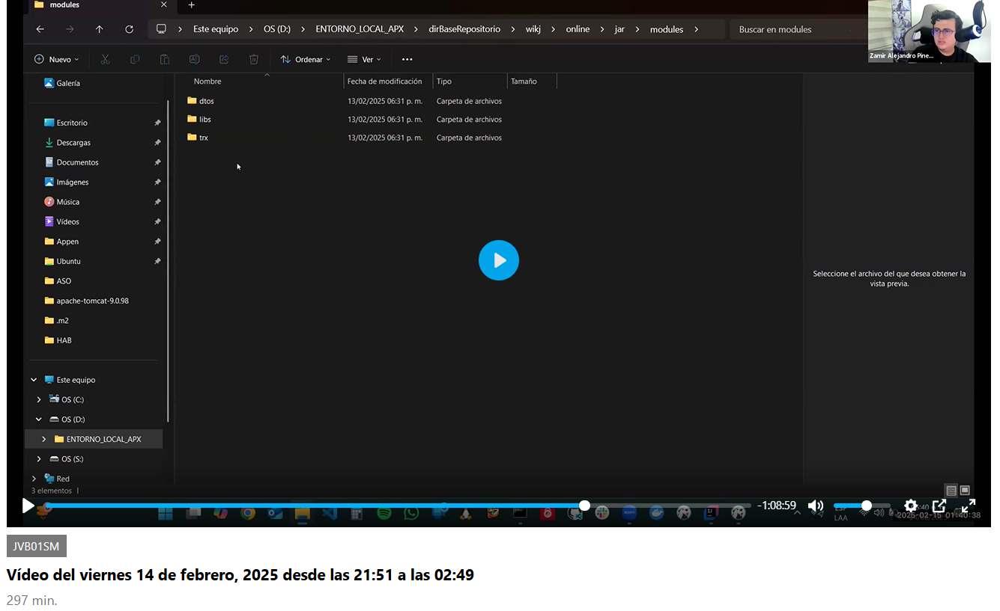 modules
Este equipo > OS (D:) > ENTORNO_LOCAL_APX > dirBaseRepositorio > wikj > online > jar > modules >
Buscar en modules
Zamir Alejandro Pine...
Nuevo
Ordenar
Ver
Nombre
Fecha de modificación
Tipo
Tamaño
dtos 13/02/2025 06:31 p. m. Carpeta de archivos
libs 13/02/2025 06:31 p. m. Carpeta de archivos
trx 13/02/2025 06:31 p. m. Carpeta de archivos
Galería
Escritorio
Descargas
Documentos
Imágenes
Música
Vídeos
Appen
Ubuntu
ASO
apache-tomcat-9.0.98
.m2
HAB
Este equipo
OS (C:)
OS (D:)
ENTORNO_LOCAL_APX
OS (S:)
Red
3 elementos
Seleccione el archivo del que desea obtener la
vista previa.
-1:08:59
ESP
LAA
2025-02-15 01:40:38
JVB01SM
Vídeo del viernes 14 de febrero, 2025 desde las 21:51 a las 02:49
297 min.